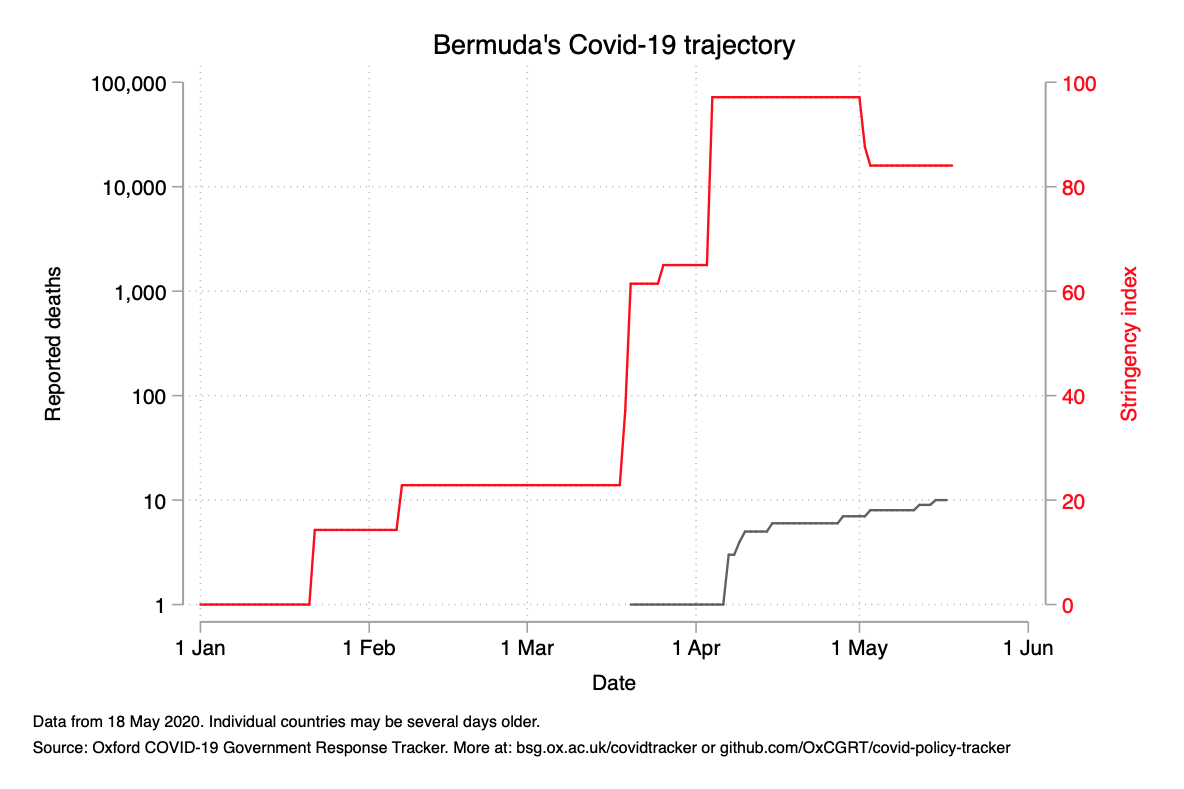 Bermuda's Covid-19 trajectory
100,000
10,000
1,000
100
10
1
Reported deaths
100
80
60
40
20
0
Stringency index
1 Jan
1 Feb
1 Mar
1 Apr
1 May
1 Jun
Date
Data from 18 May 2020. Individual countries may be several days older.
Source: Oxford COVID-19 Government Response Tracker. More at: bsg.ox.ac.uk/covidtracker or github.com/OxCGRT/covid-policy-tracker